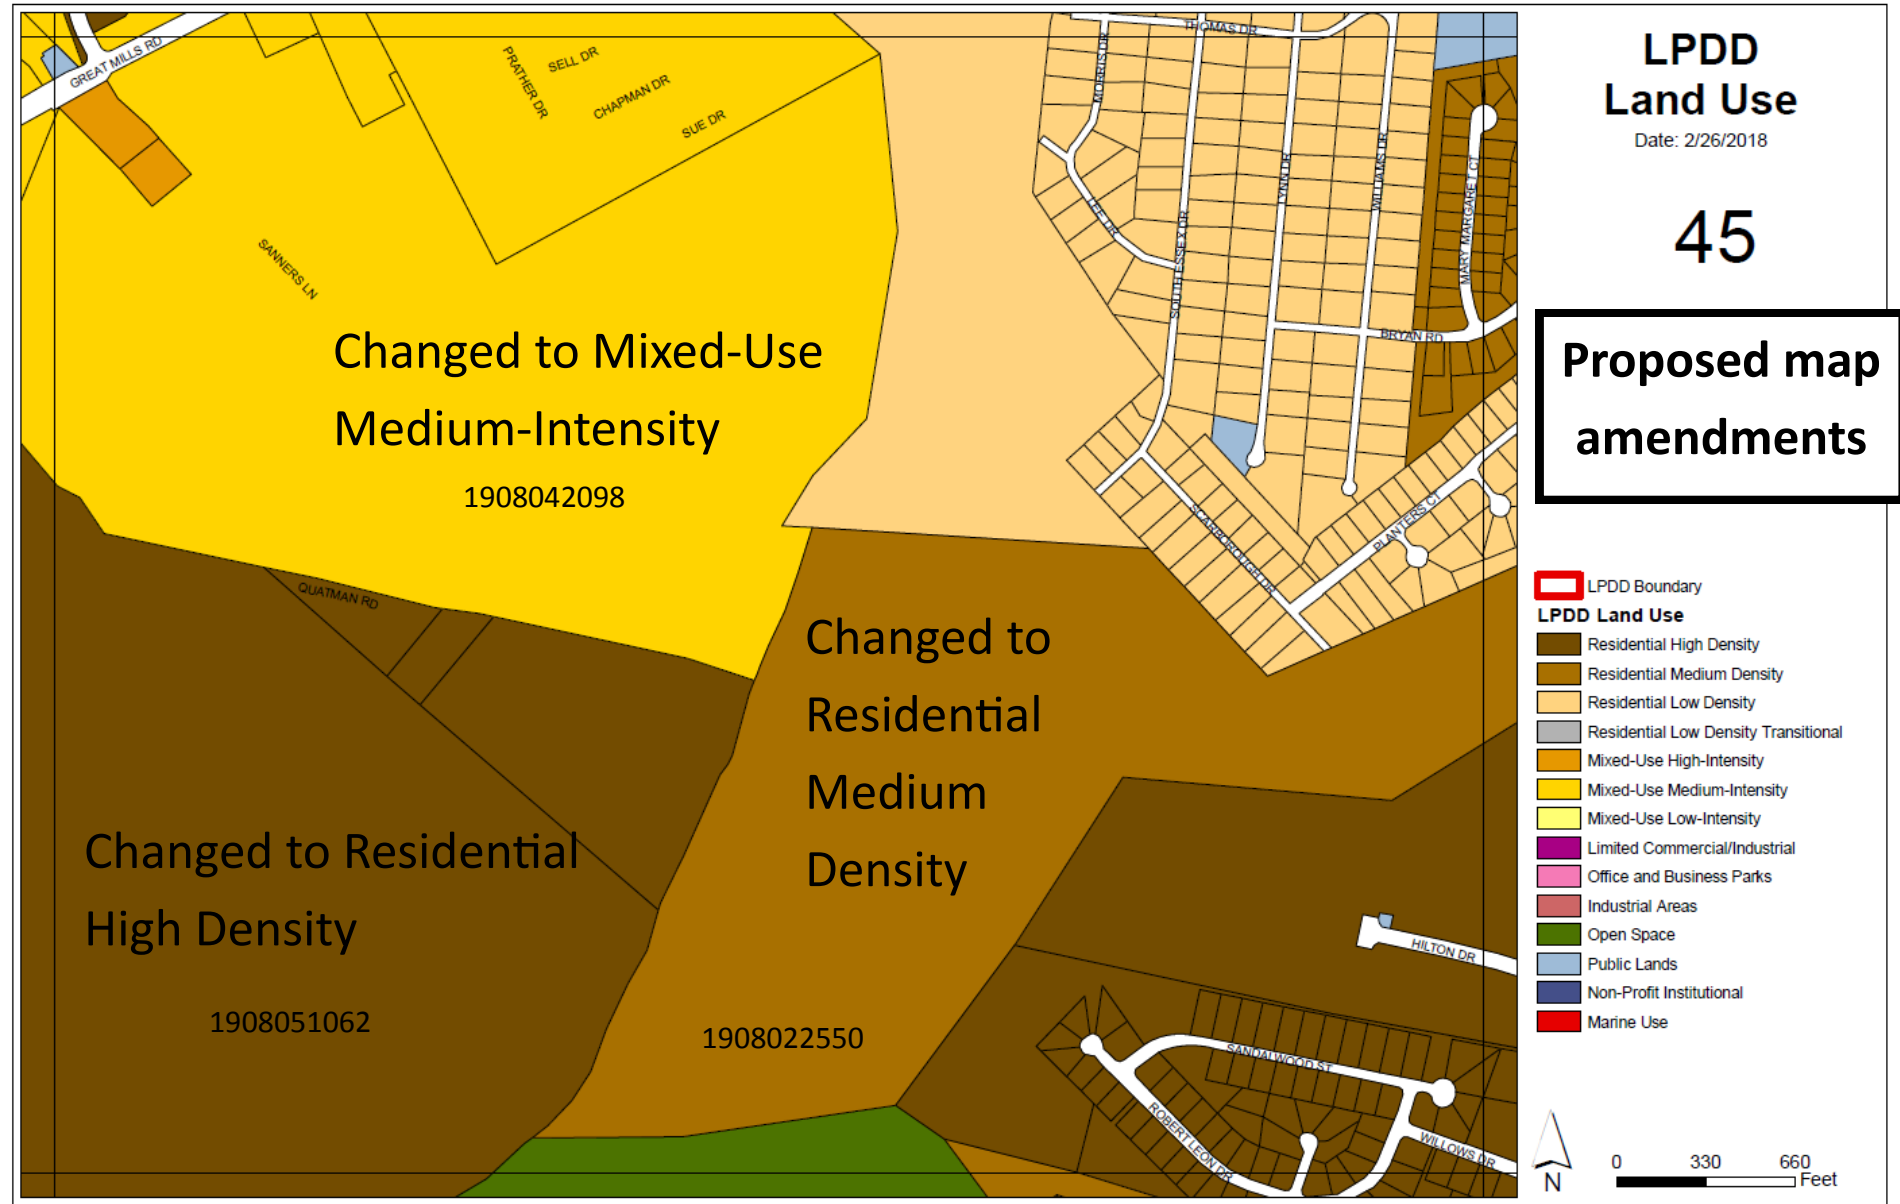 GREAT MILLS RD
PRATHER DR
SELL DR
CHAPMAN DR
SUE DR
SANNERS LN
THOMAS DR
MORRIS DR
LEE DR
SOUTH ESSEX DR
LYNN DR
WILLIAMS DR
MARY MARGARET CT
BRYAN RD
Changed to Mixed-Use
Medium-Intensity
1908042098
SCARBOROUGH DR
PLANTERS CT
QUATMAN RD
Changed to
Residential
Medium
Density
1908022550
Changed to Residential
High Density
1908051062
HILTON DR
SANDALWOOD ST
ROBERT LEON DR
WILLOWS DR
LPDD
Land Use
Date: 2/26/2018
45
Proposed map
amendments
LPDD Boundary
LPDD Land Use
Residential High Density
Residential Medium Density
Residential Low Density
Residential Low Density Transitional
Mixed-Use High-Intensity
Mixed-Use Medium-Intensity
Mixed-Use Low-Intensity
Limited Commercial/Industrial
Office and Business Parks
Industrial Areas
Open Space
Public Lands
Non-Profit Institutional
Marine Use
N
0 330 660
Feet